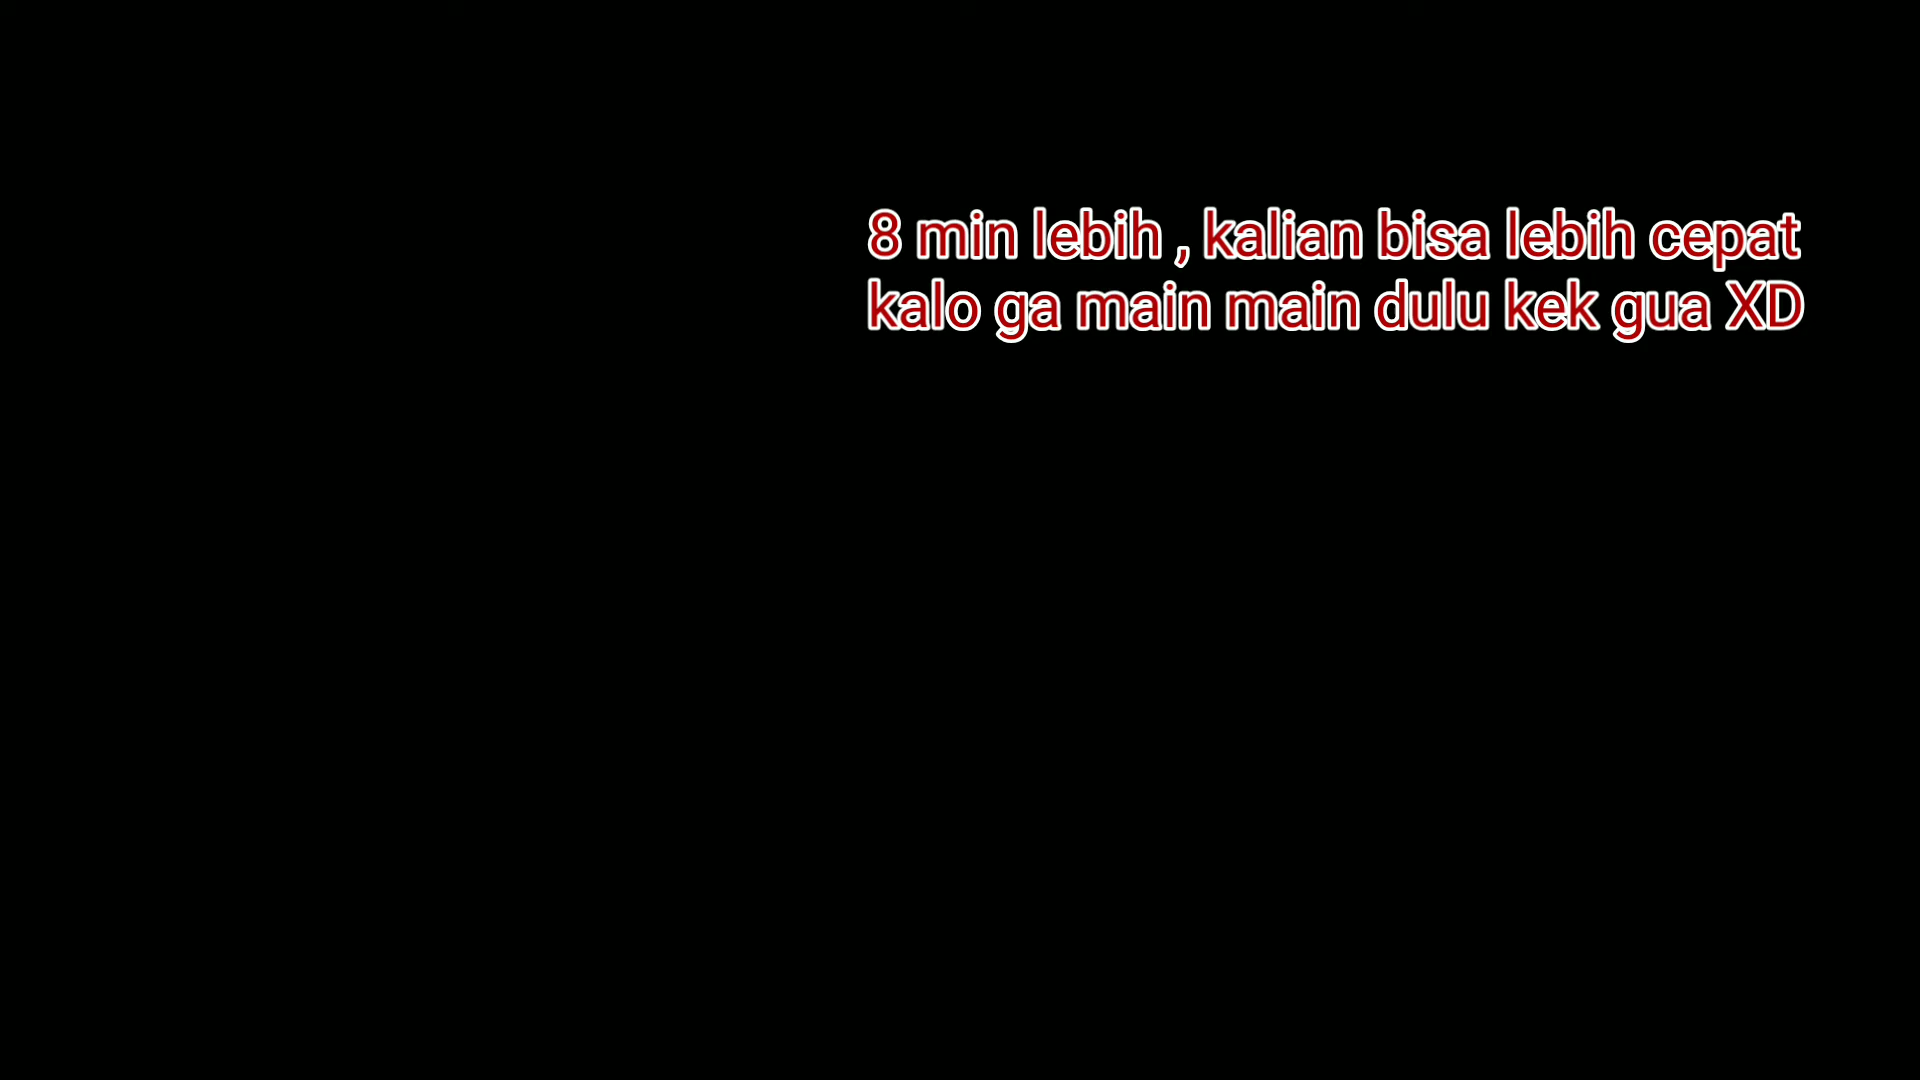 8 min lebih , kalian bisa lebih cepat
kalo ga main main dulu kek gua XD